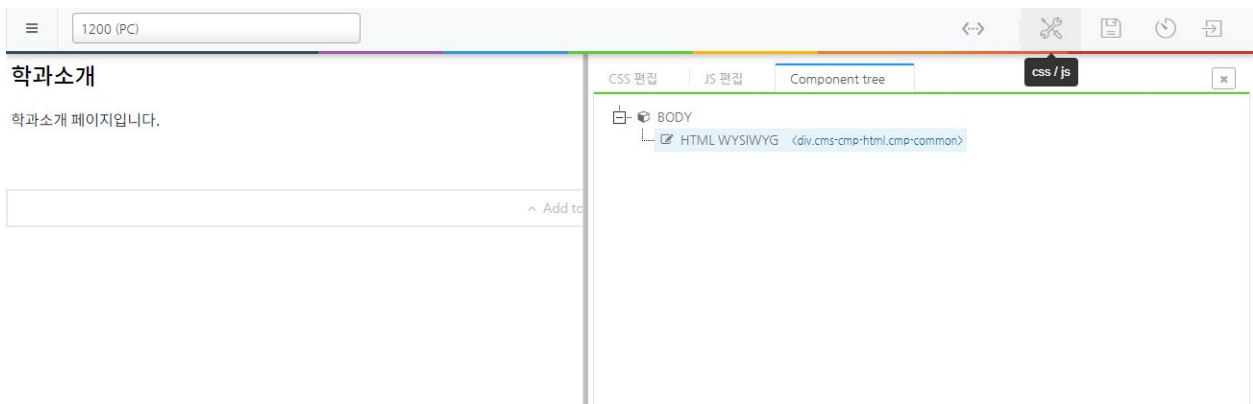 1200 (PC)
css / js
학과소개
학과소개 페이지입니다.
^ Add to
CSS 편집
JS 편집
Component tree
BODY
HTML WYSIWYG <div.cms-cmp-html.cmp-common>